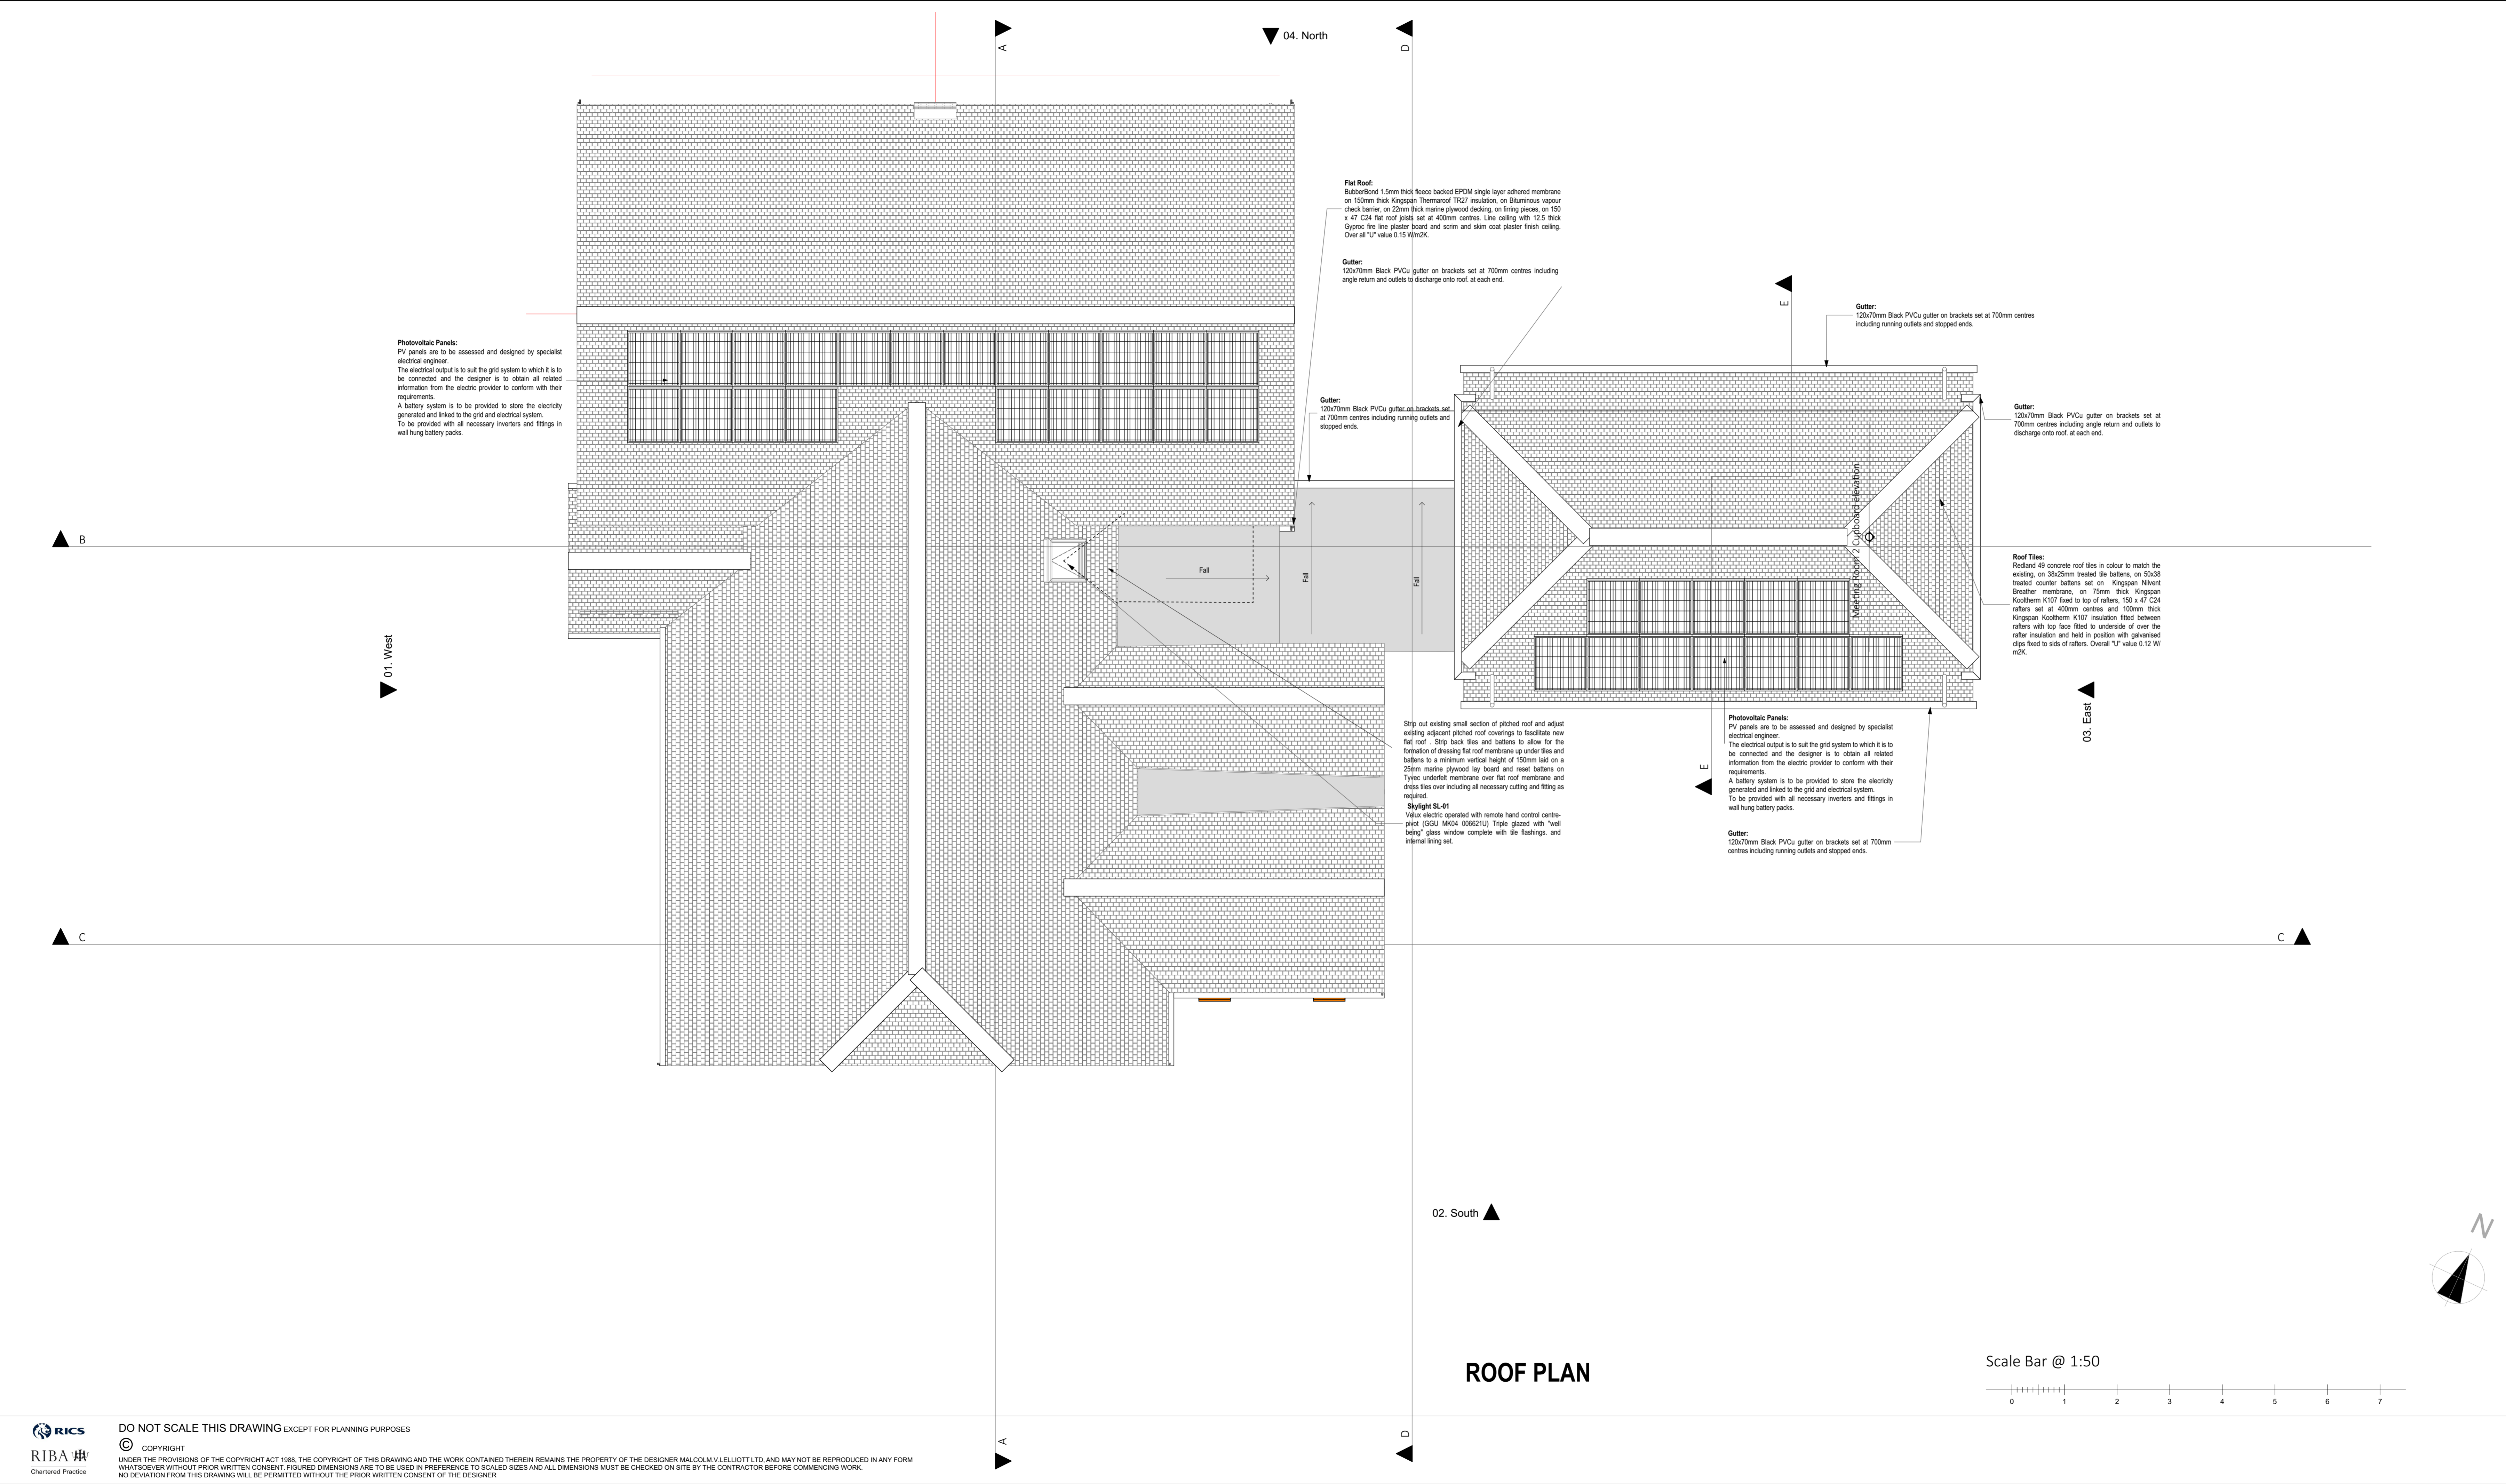 A
04. North
D
Flat Roof:
BubberBond 1.5mm thick fleece backed EPDM single layer adhered membrane
on 150mm thick Kingspan Thermaroof TR27 insulation, on Bituminous vapour
check barrier, on 22mm thick marine plywood decking, on firring pieces, on 150
x 47 C24 flat roof joists set at 400mm centres. Line ceiling with 12.5 thick
Gyproc fire line plaster board and scrim and skim coat plaster finish ceiling.
Over all "U" value 0.15 W/m2K.
Gutter:
120x70mm Black PVCu gutter on brackets set at 700mm centres including
angle return and outlets to discharge onto roof. at each end.
E
Gutter:
120x70mm Black PVCu gutter on brackets set at 700mm centres
including running outlets and stopped ends.
Photovoltaic Panels:
PV panels are to be assessed and designed by specialist
electrical engineer.
The electrical output is to suit the grid system to which it is to
be connected and the designer is to obtain all related
information from the electric provider to conform with their
requirements.
A battery system is to be provided to store the elecricity
generated and linked to the grid and electrical system.
To be provided with all necessary inverters and fittings in
wall hung battery packs.
Gutter:
120x70mm Black PVCu gutter on brackets set
at 700mm centres including running outlets and
stopped ends.
Gutter:
120x70mm Black PVCu gutter on brackets set at
700mm centres including angle return and outlets to
discharge onto roof. at each end.
Meeting Room 2 Cupboard elevation
B
Fall
Fall
Fall
Roof Tiles:
Redland 49 concrete roof tiles in colour to match the
existing, on 38x25mm treated tile battens, on 50x38
treated counter battens set on Kingspan Nilvent
Breather membrane, on 75mm thick Kingspan
Kooltherm K107 fixed to top of rafters, 150 x 47 C24
rafters set at 400mm centres and 100mm thick
Kingspan Kooltherm K107 insulation fitted between
rafters with top face fitted to underside of over the
rafter insulation and held in position with galvanised
clips fixed to sids of rafters. Overall "U" value 0.12 W/
m2K.
01. West
03. East
Strip out existing small section of pitched roof and adjust
existing adjacent pitched roof coverings to fascilitate new
flat roof . Strip back tiles and battens to allow for the
formation of dressing flat roof membrane up under tiles and
battens to a minimum vertical height of 150mm laid on a
25mm marine plywood lay board and reset battens on
Tyvec underfelt membrane over flat roof membrane and
dress tiles over including all necessary cutting and fitting as
required.
Skylight SL-01
Velux electric operated with remote hand control centre-
pivot (GGU MK04 006621U) Triple glazed with "well
being" glass window complete with tile flashings. and
internal lining set.
E
Photovoltaic Panels:
PV panels are to be assessed and designed by specialist
electrical engineer.
The electrical output is to suit the grid system to which it is to
be connected and the designer is to obtain all related
information from the electric provider to conform with their
requirements.
A battery system is to be provided to store the elecricity
generated and linked to the grid and electrical system.
To be provided with all necessary inverters and fittings in
wall hung battery packs.
Gutter:
120x70mm Black PVCu gutter on brackets set at 700mm
centres including running outlets and stopped ends.
C
C
02. South
N
ROOF PLAN
Scale Bar @ 1:50
0 1 2 3 4 5 6 7
RICS
RIBA
Chartered Practice
DO NOT SCALE THIS DRAWING EXCEPT FOR PLANNING PURPOSES
© COPYRIGHT
UNDER THE PROVISIONS OF THE COPYRIGHT ACT 1988, THE COPYRIGHT OF THIS DRAWING AND THE WORK CONTAINED THEREIN REMAINS THE PROPERTY OF THE DESIGNER MALCOLM.V.LELLIOTT LTD, AND MAY NOT BE REPRODUCED IN ANY FORM
WHATSOEVER WITHOUT PRIOR WRITTEN CONSENT. FIGURED DIMENSIONS ARE TO BE USED IN PREFERENCE TO SCALED SIZES AND ALL DIMENSIONS MUST BE CHECKED ON SITE BY THE CONTRACTOR BEFORE COMMENCING WORK.
NO DEVIATION FROM THIS DRAWING WILL BE PERMITTED WITHOUT THE PRIOR WRITTEN CONSENT OF THE DESIGNER
A
D